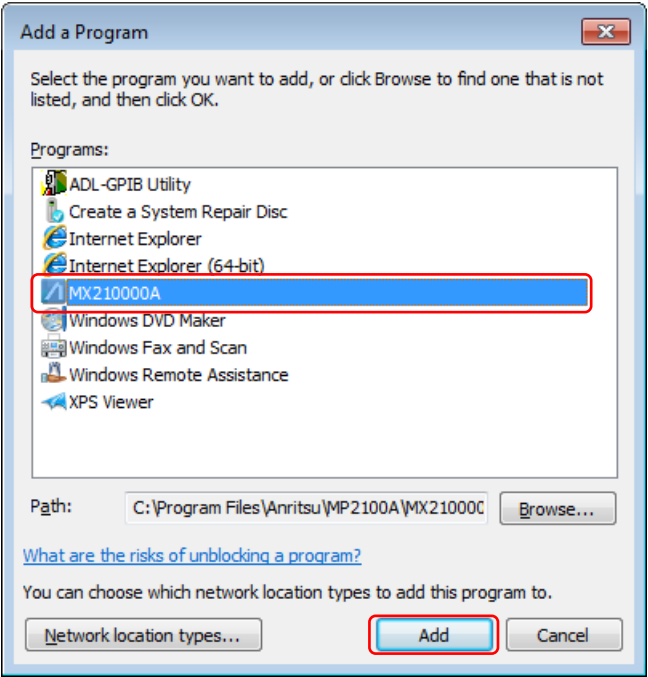 Add a Program
Select the program you want to add, or click Browse to find one that is not
listed, and then click OK.
Programs:
ADL-GPIB Utility
Create a System Repair Disc
Internet Explorer
Internet Explorer (64-bit)
MX210000A
Windows DVD Maker
Windows Fax and Scan
Windows Remote Assistance
XPS Viewer
Path: C:\Program Files\Anritsu\MP2100A\MX210000 Browse...
What are the risks of unblocking a program?
You can choose which network location types to add this program to.
Network location types... Add Cancel